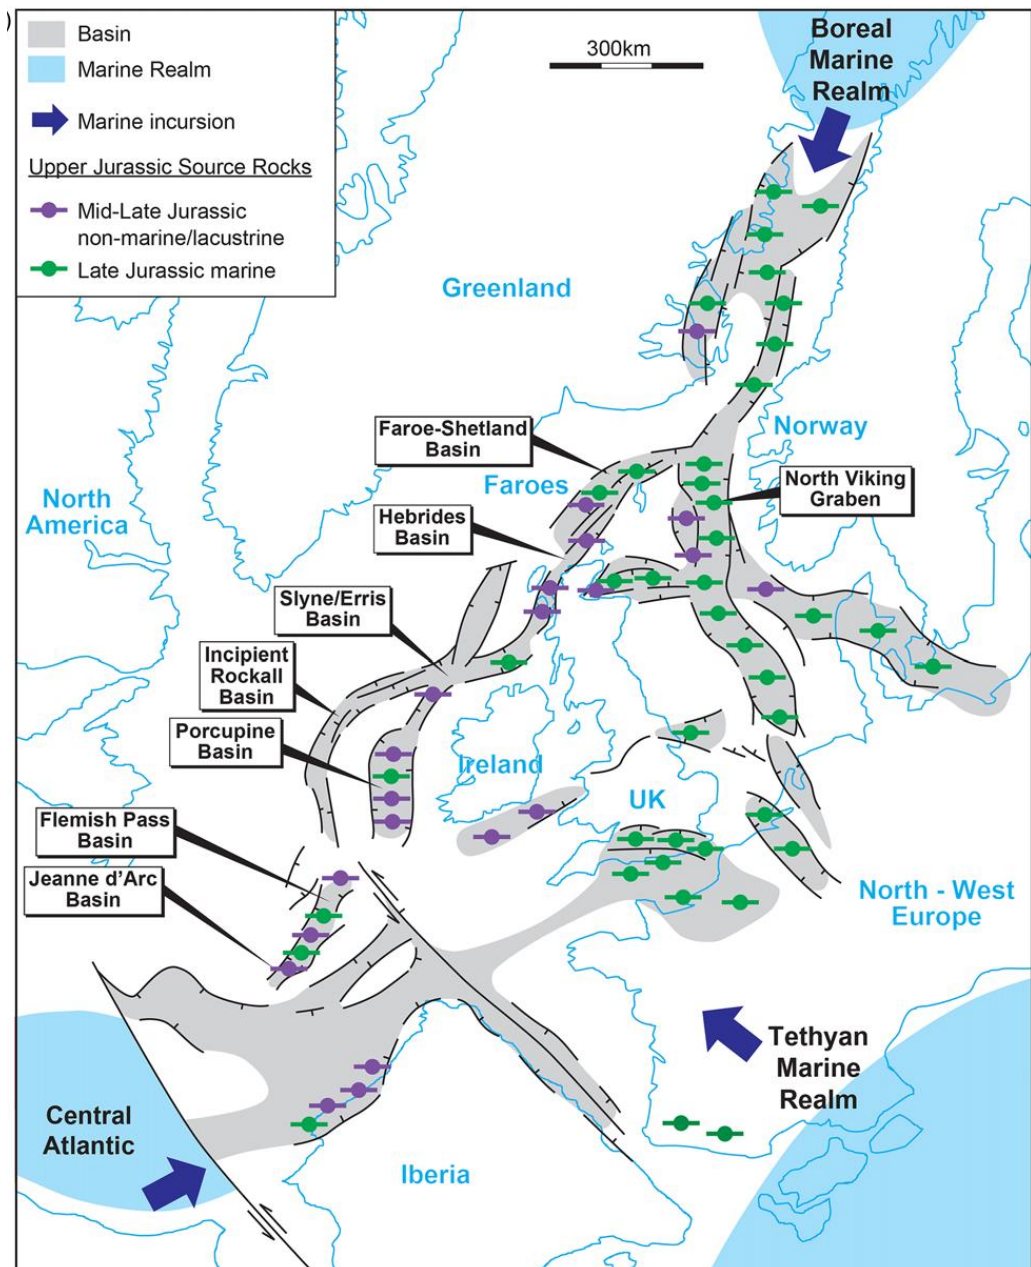 )
Basin
Marine Realm
Marine incursion
Upper Jurassic Source Rocks
Mid-Late Jurassic
non-marine/lacustrine
Late Jurassic marine
300km
Boreal
Marine
Realm
Greenland
Norway
Faroe-Shetland
Basin
Faroes
North Viking
Graben
North
America
Hebrides
Basin
Slyne/Erris
Basin
Incipient
Rockall
Basin
Porcupine
Basin
Ireland
UK
Flemish Pass
Basin
Jeanne d'Arc
Basin
North - West
Europe
Tethyan
Marine
Realm
Central
Atlantic
Iberia